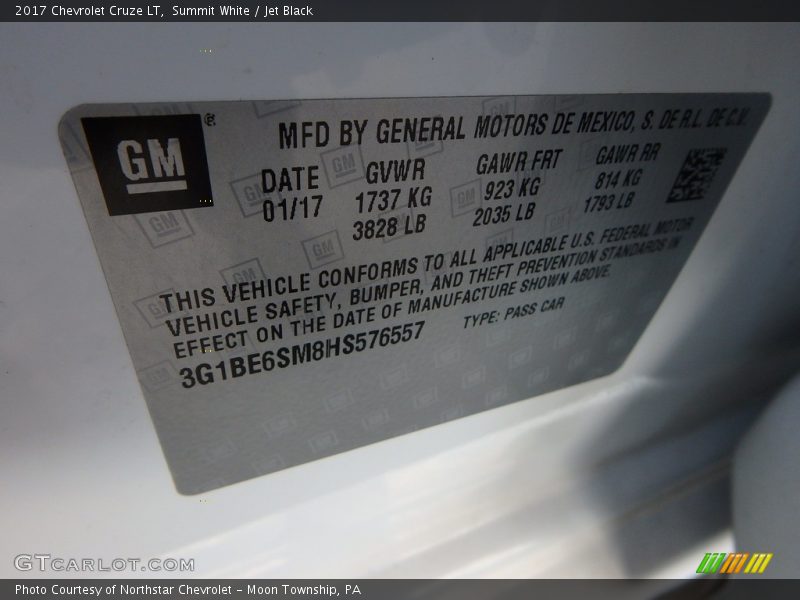 2017 Chevrolet Cruze LT, Summit White / Jet Black
GM®
MFD BY GENERAL MOTORS DE MEXICO, S. DE R.L. DE C.V.
DATE GVWR GAWR FRT GAWR RR
01/17 1737 KG 923 KG 814 KG
3828 LB 2035 LB 1793 LB
THIS VEHICLE CONFORMS TO ALL APPLICABLE U.S. FEDERAL MOTOR
VEHICLE SAFETY, BUMPER, AND THEFT PREVENTION STANDARDS IN
EFFECT ON THE DATE OF MANUFACTURE SHOWN ABOVE.
3G1BE6SM8HS576557 TYPE: PASS CAR
GTCARLOT.COM
Photo Courtesy of Northstar Chevrolet - Moon Township, PA